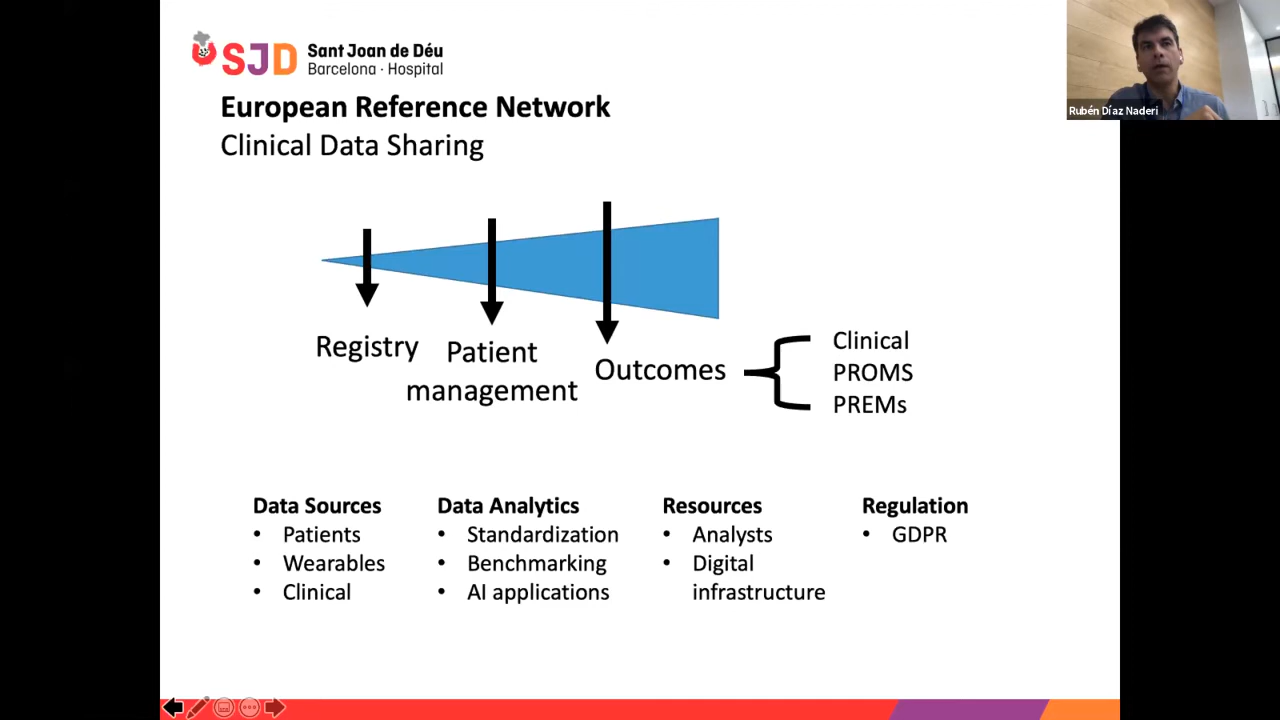 SJD Sant Joan de Déu
Barcelona · Hospital
European Reference Network
Clinical Data Sharing
Rubén Díaz Naderi
Registry
Patient
management
Outcomes
Clinical
PROMS
PREMs
Data Sources
• Patients
• Wearables
• Clinical
Data Analytics
• Standardization
• Benchmarking
• AI applications
Resources
• Analysts
• Digital
infrastructure
Regulation
• GDPR